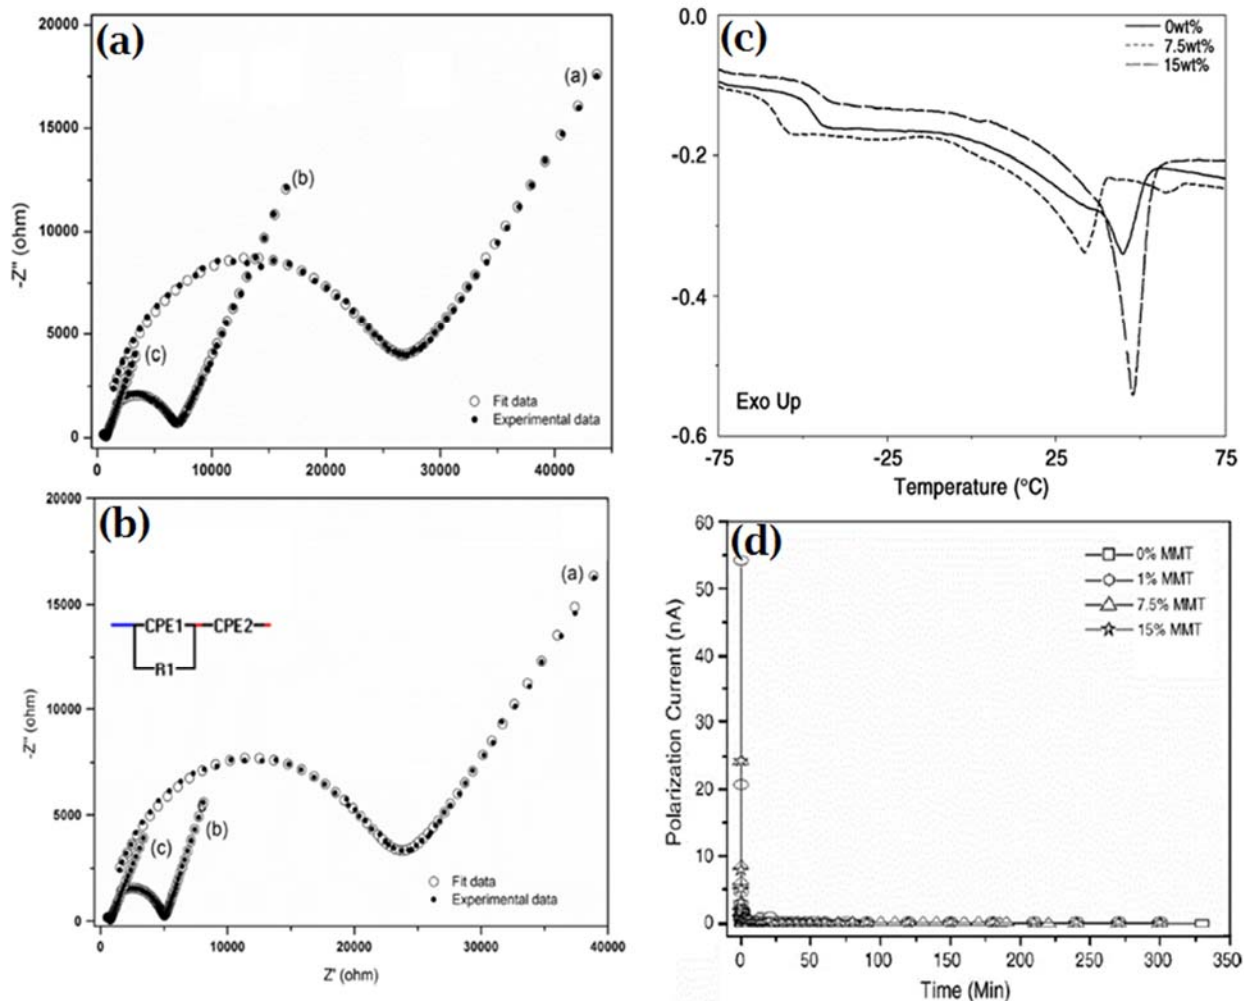 (a)
20000
15000
10000
5000
0
-Z" (ohm)
(a)
(b)
(c)
Fit data
Experimental data
0
10000
20000
30000
40000
(c)
0.0
-0.2
-0.4
-0.6
0wt%
7.5wt%
15wt%
Exo Up
-75
-25
25
75
Temperature (°C)
(b)
20000
15000
10000
5000
0
-Z" (ohm)
CPE1
CPE2
R1
(a)
(b)
(c)
Fit data
Experimental data
0
10000
20000
30000
40000
Z' (ohm)
(d)
60
50
40
30
20
10
0
Polarization Current (nA)
0% MMT
1% MMT
7.5% MMT
15% MMT
0
50
100
150
200
250
300
350
Time (Min)